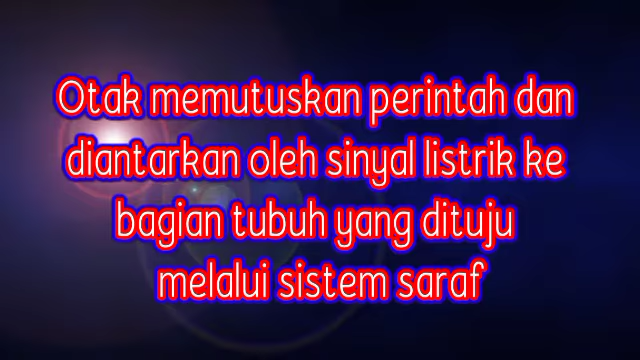 Otak memutuskan perintah dan
diantarkan oleh sinyal listrik ke
bagian tubuh yang dituju
melalui sistem saraf